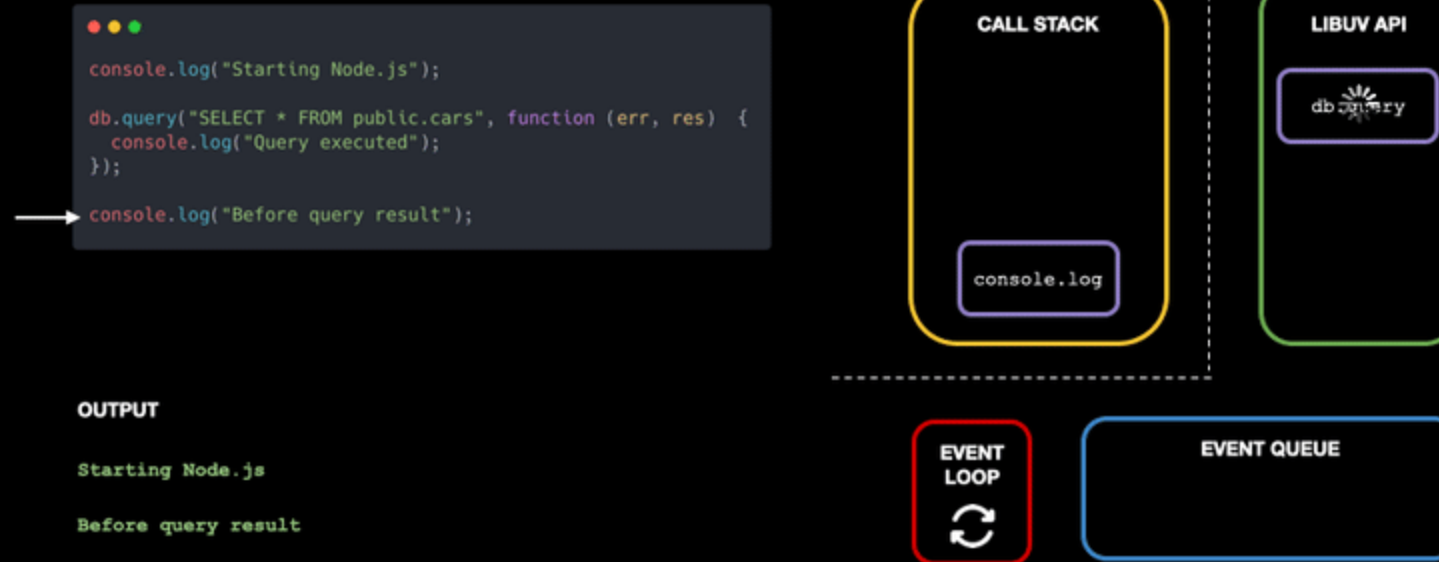 console.log("Starting Node.js");
db.query("SELECT * FROM public.cars", function (err, res)  {
  console.log("Query executed");
});
console.log("Before query result");
OUTPUT
Starting Node.js
Before query result
CALL STACK
console.log
LIBUV API
EVENT
LOOP
EVENT QUEUE